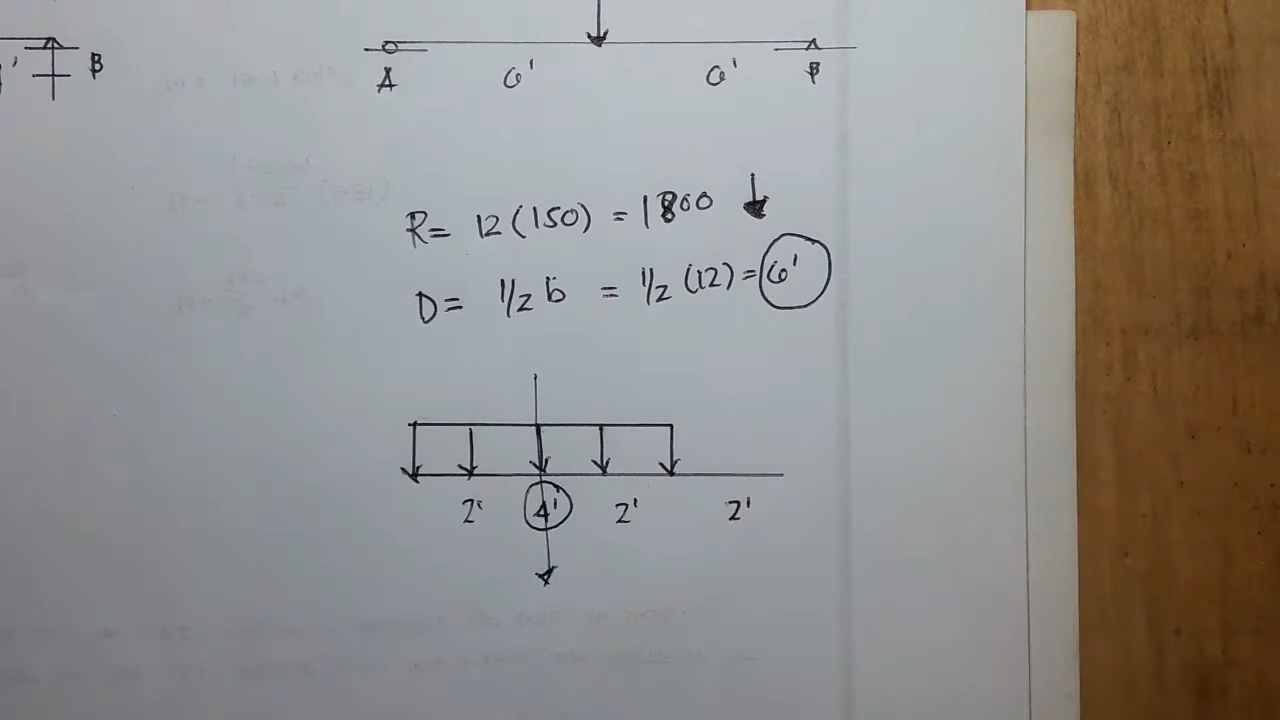 ' B
A 6' 6' B
R= 12 (150) = 1800
D= 1/2 b = 1/2 (12) = 6'
2' 4' 2' 2'